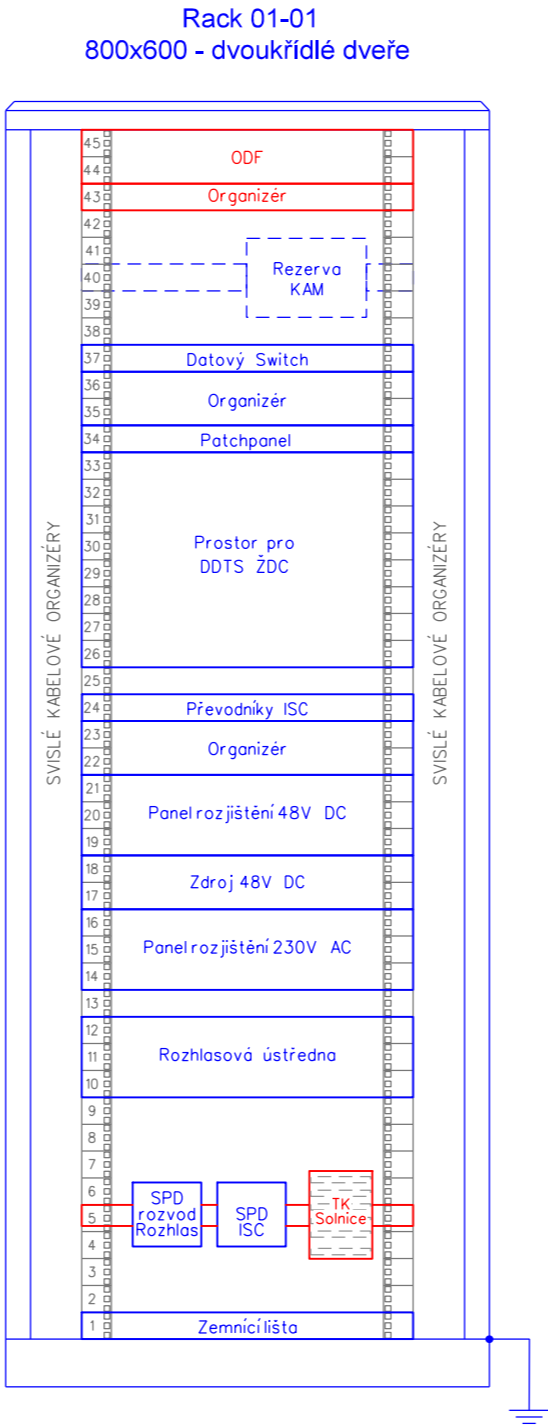 Rack 01-01
800x600 - dvoukřídlé dveře
45
ODF
44
43
Organizér
42
41
Rezerva
40
KAM
39
38
37
Datový Switch
36
Organizér
35
34
Patchpanel
33
32
31
Prostor pro
30
DDTS ŽDC
29
28
27
26
25
24
Převodníky ISC
23
Organizér
22
21
20
Panel rozjištění 48V DC
19
18
Zdroj 48V DC
17
16
15
Panel rozjištění 230V AC
14
13
12
11
Rozhlasová ústředna
10
9
8
7
6
5
4
SPD
rozvod
Rozhlas
SPD
ISC
TK
Solnice
3
2
1
Zemnící lišta
SVISLÉ KABELOVÉ ORGANIZÉRY
SVISLÉ KABELOVÉ ORGANIZÉRY